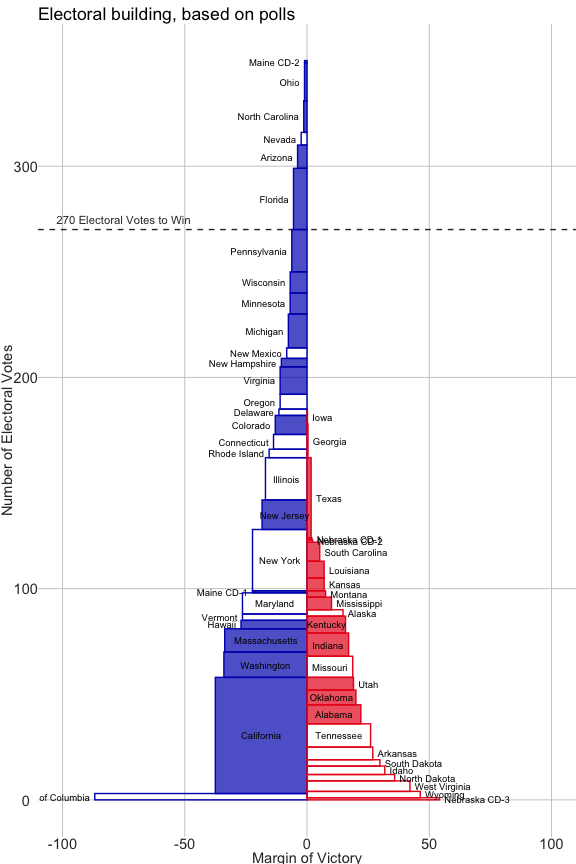 Electoral building, based on polls
Maine CD-2
Ohio
North Carolina
Nevada
Arizona
300
Florida
270 Electoral Votes to Win
Pennsylvania
Wisconsin
Minnesota
Michigan
New Mexico
New Hampshire
200
Virginia
Oregon
Delaware
Iowa
Colorado
Connecticut
Georgia
Rhode Island
Illinois
Texas
New Jersey
Nebraska CD-1
Nebraska CD-2
South Carolina
New York
Louisiana
Kansas
100
Maine CD-1
Montana
Maryland
Mississippi
Alaska
Vermont
Hawaii
Kentucky
Massachusetts
Indiana
Washington
Missouri
Utah
Oklahoma
Alabama
California
Tennessee
Arkansas
South Dakota
Idaho
North Dakota
West Virginia
Wyoming
of Columbia
0
Nebraska CD-3
Number of Electoral Votes
-100
-50
0
50
100
Margin of Victory